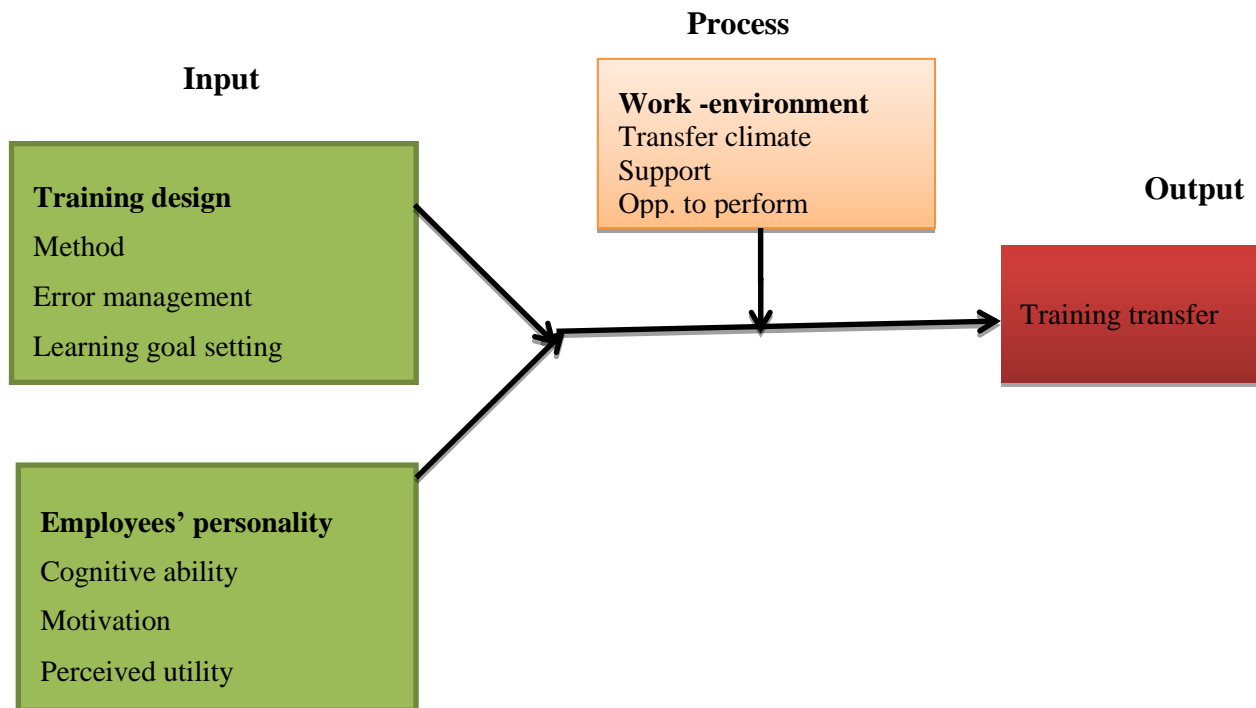 Process
Input
Work -environment
Transfer climate
Support
Opp. to perform
Output
Training design
Method
Error management
Learning goal setting
Training transfer
Employees’ personality
Cognitive ability
Motivation
Perceived utility